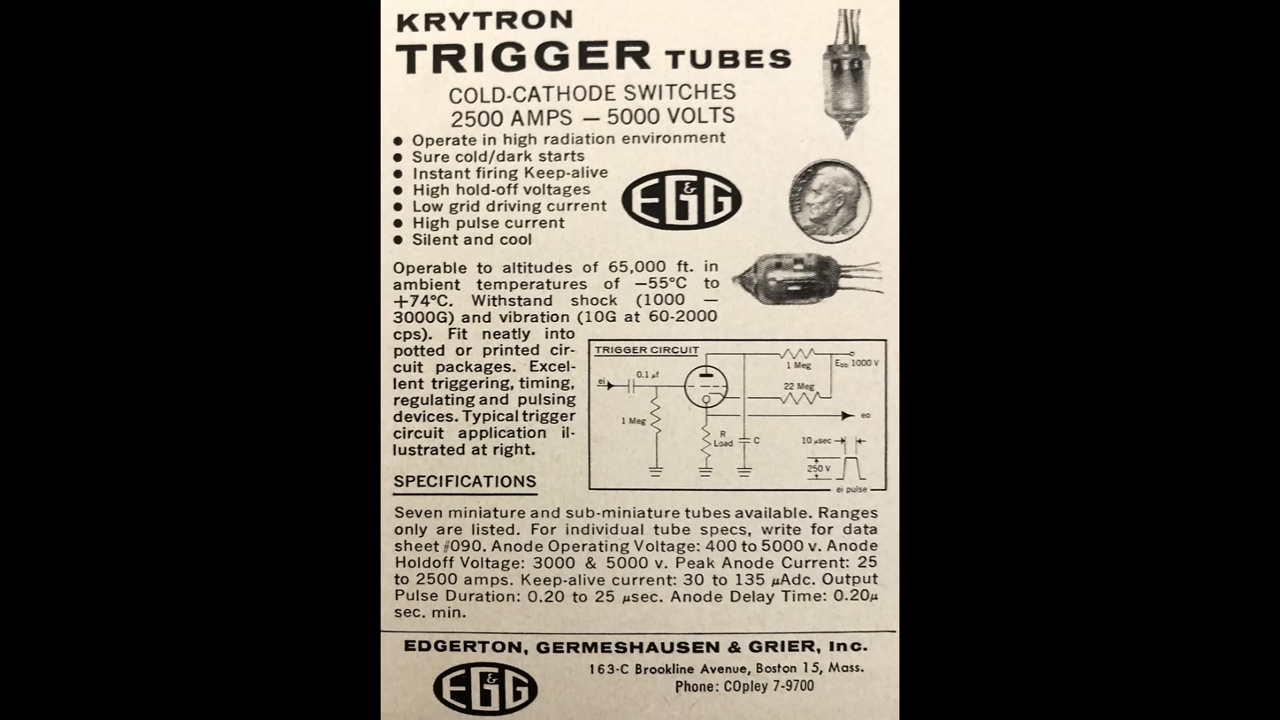 KRYTRON
TRIGGER TUBES
COLD-CATHODE SWITCHES
2500 AMPS — 5000 VOLTS
● Operate in high radiation environment
● Sure cold/dark starts
● Instant firing Keep-alive
● High hold-off voltages
● Low grid driving current
● High pulse current
● Silent and cool
EG&G
Operable to altitudes of 65,000 ft. in
ambient temperatures of —55°C to
+74°C. Withstand shock (1000 —
3000G) and vibration (10G at 60-2000
cps). Fit neatly into
potted or printed cir-
cuit packages. Excel-
lent triggering, timing,
regulating and pulsing
devices. Typical trigger
circuit application il-
lustrated at right.
TRIGGER CIRCUIT
ei
0.1 µf
1 Meg
R
Load
C
1 Meg
Ebb 1000 V
22 Meg
eo
10 µsec
250 V
ei pulse
SPECIFICATIONS
Seven miniature and sub-miniature tubes available. Ranges
only are listed. For individual tube specs, write for data
sheet #090. Anode Operating Voltage: 400 to 5000 v. Anode
Holdoff Voltage: 3000 & 5000 v. Peak Anode Current: 25
to 2500 amps. Keep-alive current: 30 to 135 µAdc. Output
Pulse Duration: 0.20 to 25 µsec. Anode Delay Time: 0.20µ
sec. min.
EDGERTON, GERMESHAUSEN & GRIER, Inc.
EG&G
163-C Brookline Avenue, Boston 15, Mass.
Phone: COpley 7-9700